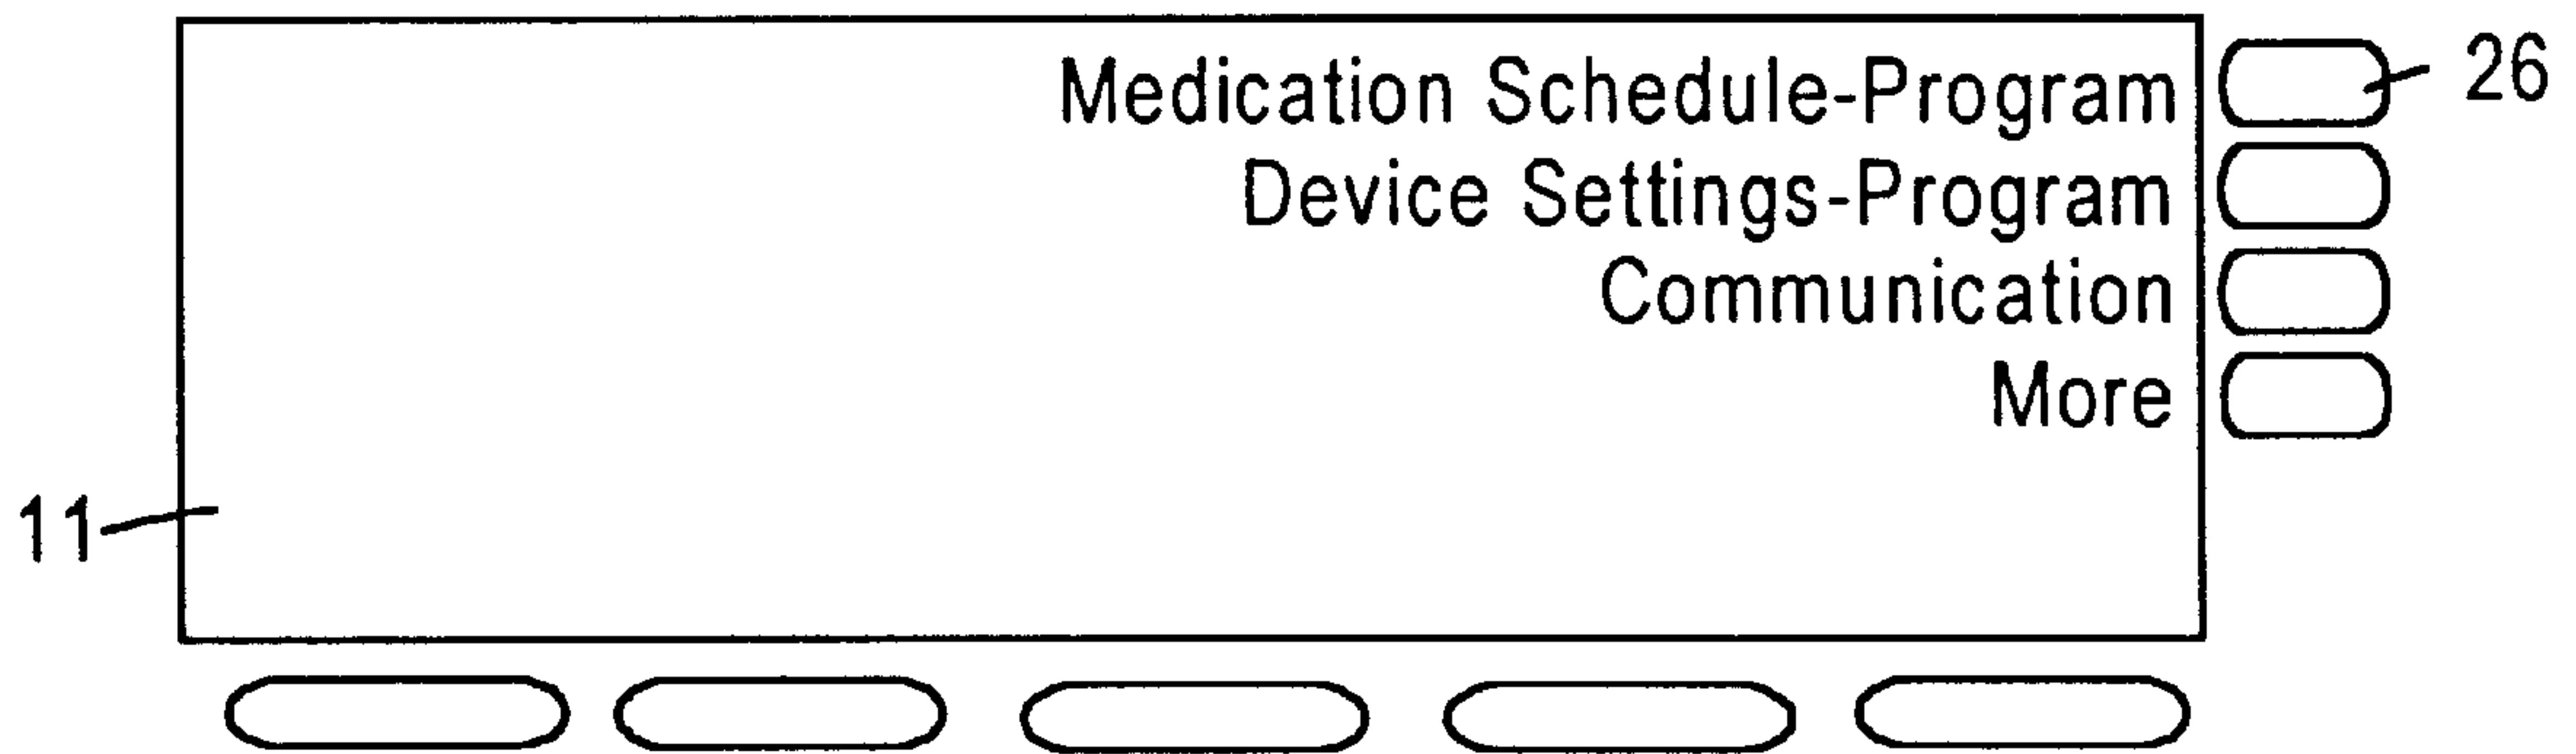 Medication Schedule-Program
26
Device Settings-Program
Communication
More
11